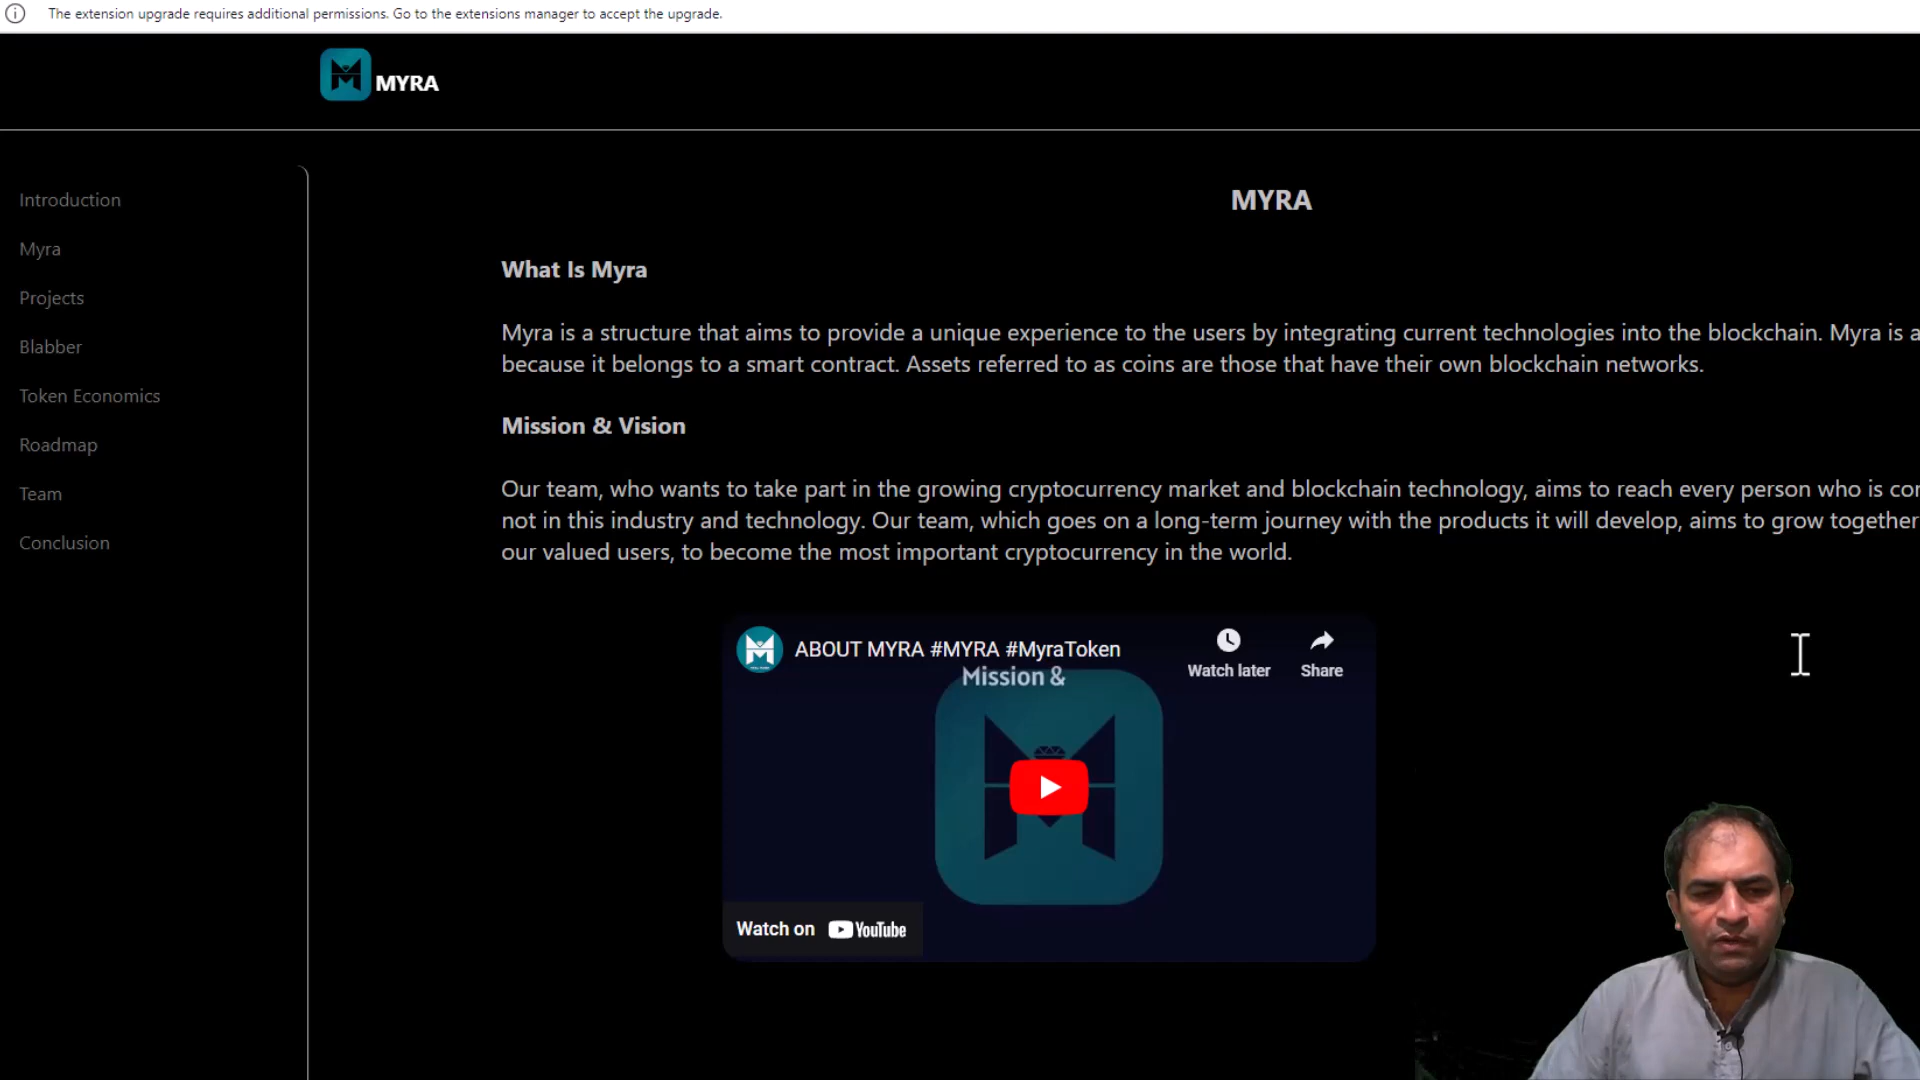 The extension upgrade requires additional permissions. Go to the extensions manager to accept the upgrade.
MYRA
Introduction
Myra
Projects
Blabber
Token Economics
Roadmap
Team
Conclusion
MYRA
What Is Myra
Myra is a structure that aims to provide a unique experience to the users by integrating current technologies into the blockchain. Myra is a
because it belongs to a smart contract. Assets referred to as coins are those that have their own blockchain networks.
Mission & Vision
Our team, who wants to take part in the growing cryptocurrency market and blockchain technology, aims to reach every person who is
not in this industry and technology. Our team, which goes on a long-term journey with the products it will develop, aims to grow together
our valued users, to become the most important cryptocurrency in the world.
ABOUT MYRA #MYRA #MyraToken
Watch later
Share
Mission &
Watch on YouTube